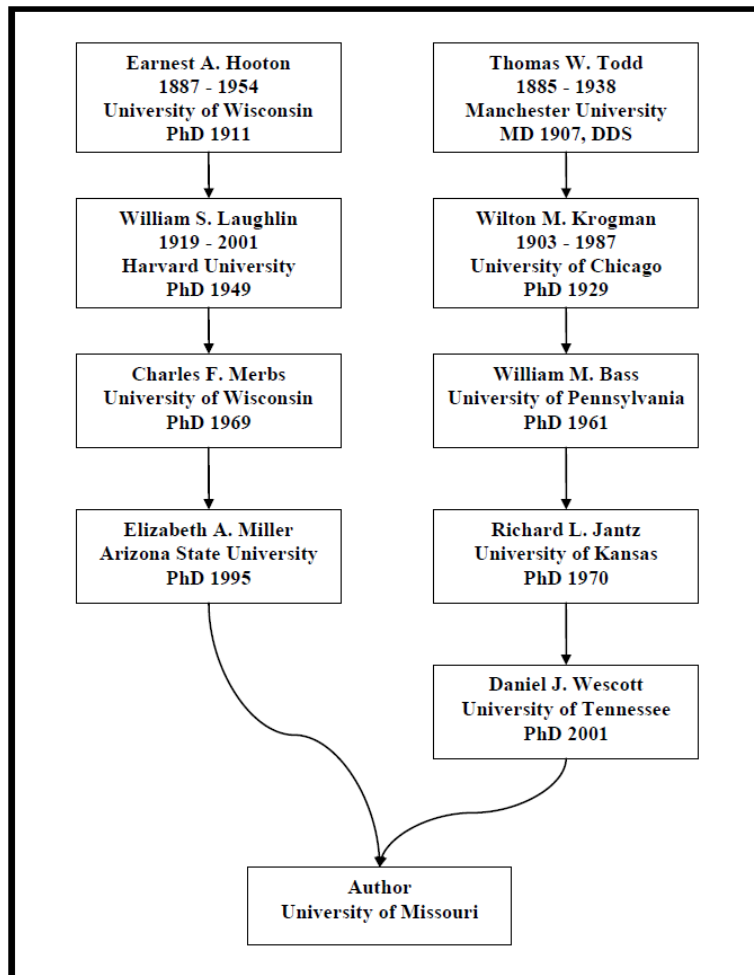 Earnest A. Hooton
1887 - 1954
University of Wisconsin
PhD 1911
Thomas W. Todd
1885 - 1938
Manchester University
MD 1907, DDS
William S. Laughlin
1919 - 2001
Harvard University
PhD 1949
Wilton M. Krogman
1903 - 1987
University of Chicago
PhD 1929
Charles F. Merbs
University of Wisconsin
PhD 1969
William M. Bass
University of Pennsylvania
PhD 1961
Elizabeth A. Miller
Arizona State University
PhD 1995
Richard L. Jantz
University of Kansas
PhD 1970
Daniel J. Wescott
University of Tennessee
PhD 2001
Author
University of Missouri